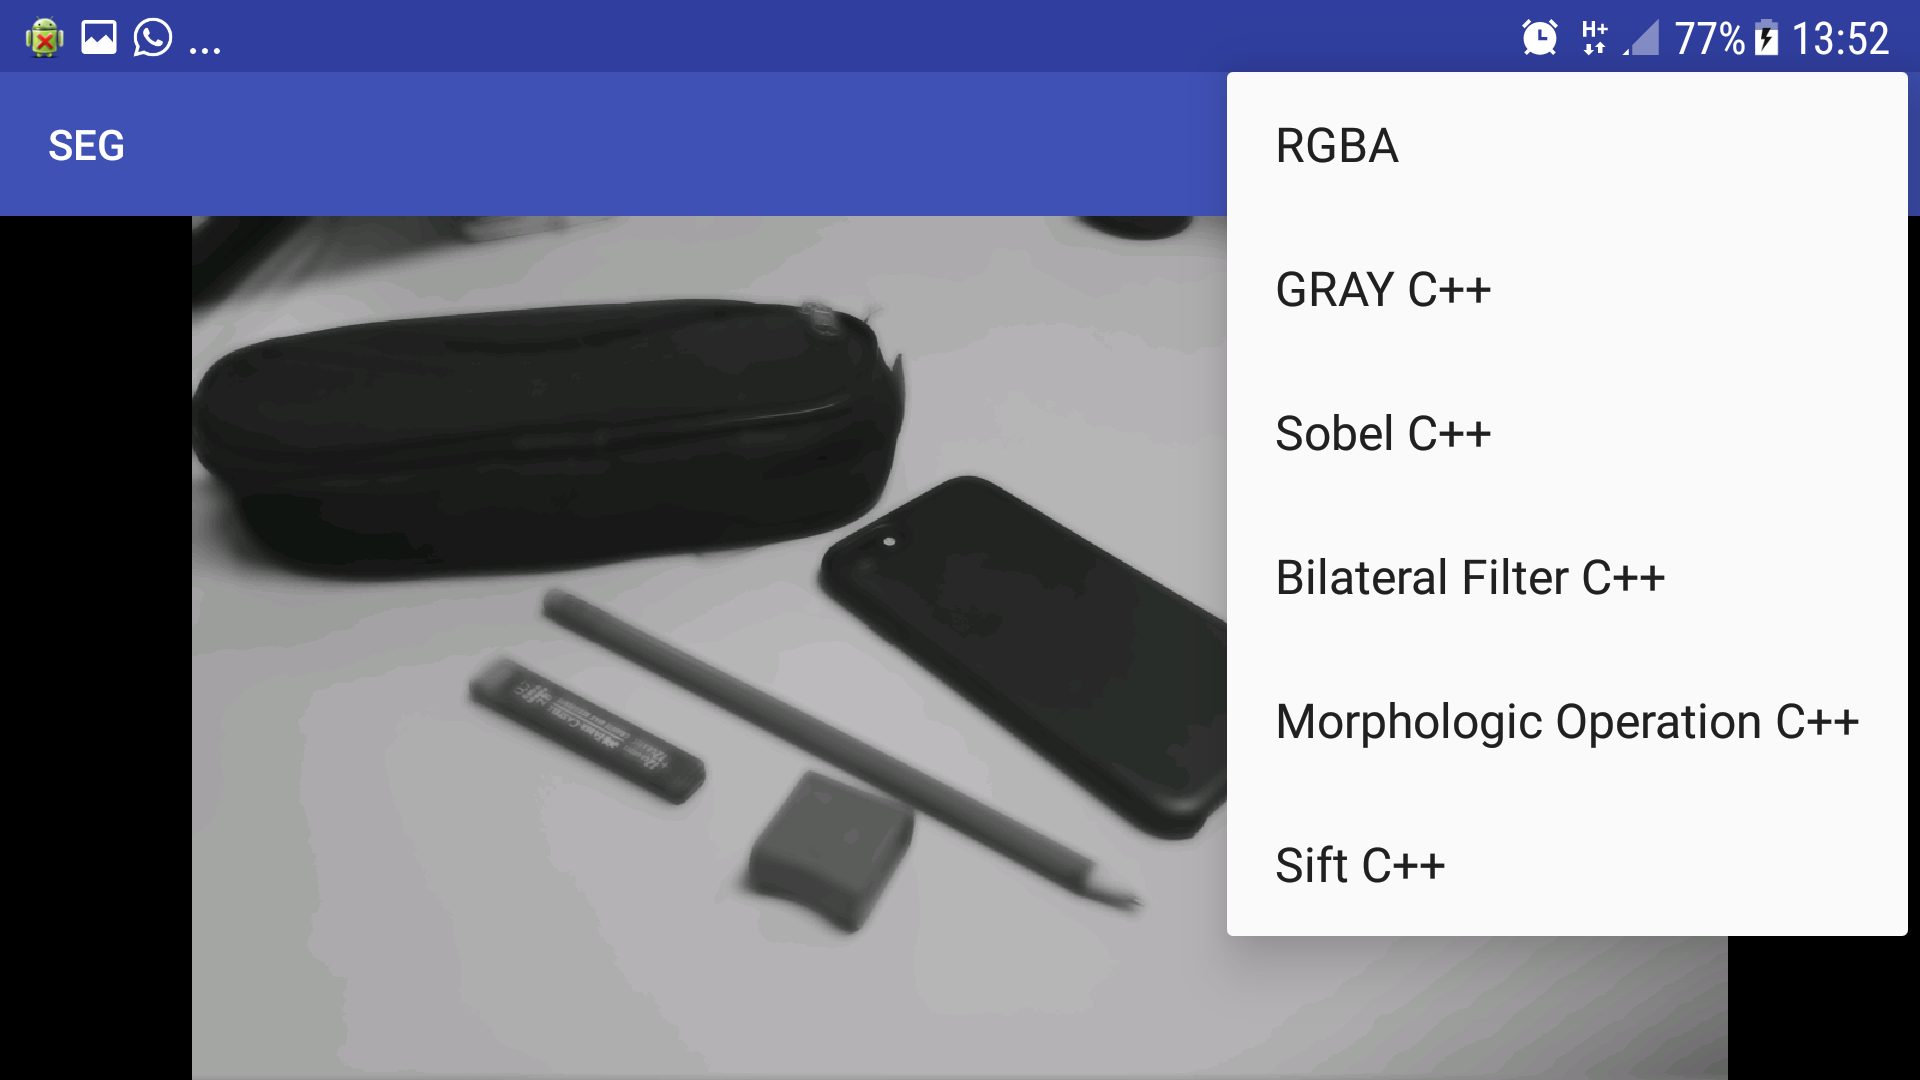 ...
H+
77%
13:52
SEG
RGBA
GRAY C++
Sobel C++
Bilateral Filter C++
Morphologic Operation C++
Sift C++